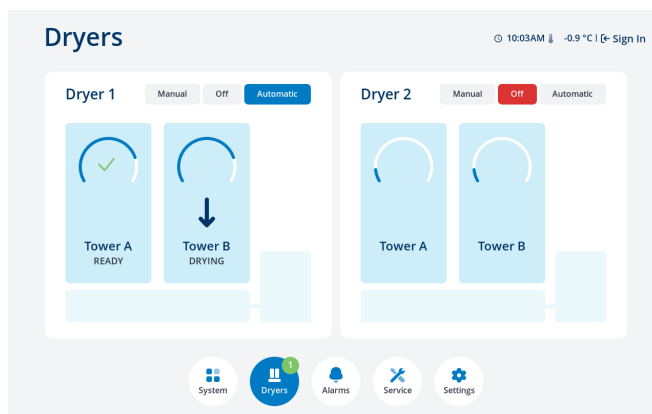 Dryers
10:03AM -0.9 °C | Sign In
Dryer 1 Manual Off Automatic
Dryer 2 Manual Off Automatic
Tower A
READY
Tower B
DRYING
Tower A
Tower B
System
Dryers 1
Alarms
Service
Settings